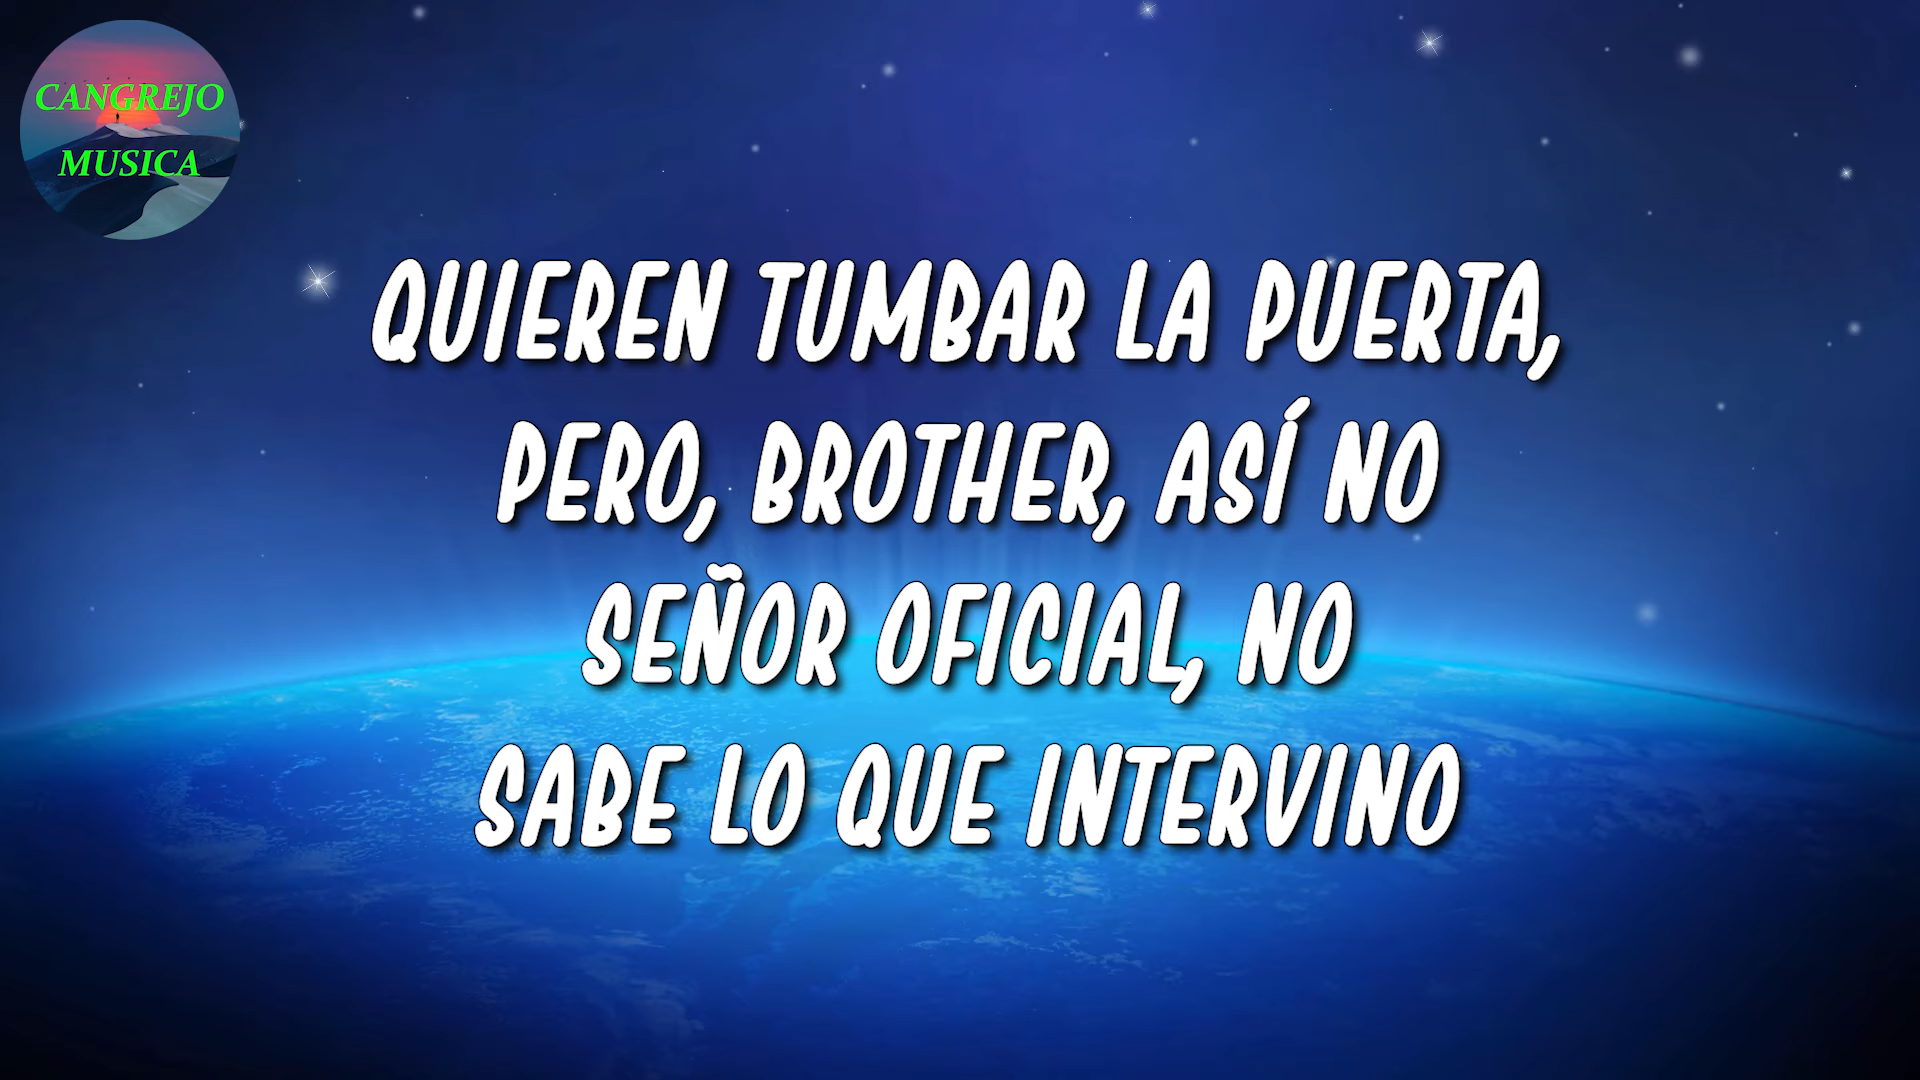 CANGREJO
MUSICA
QUIEREN TUMBAR LA PUERTA,
PERO, BROTHER, ASÍ NO
SEÑOR OFICIAL, NO
SABE LO QUE INTERVINO